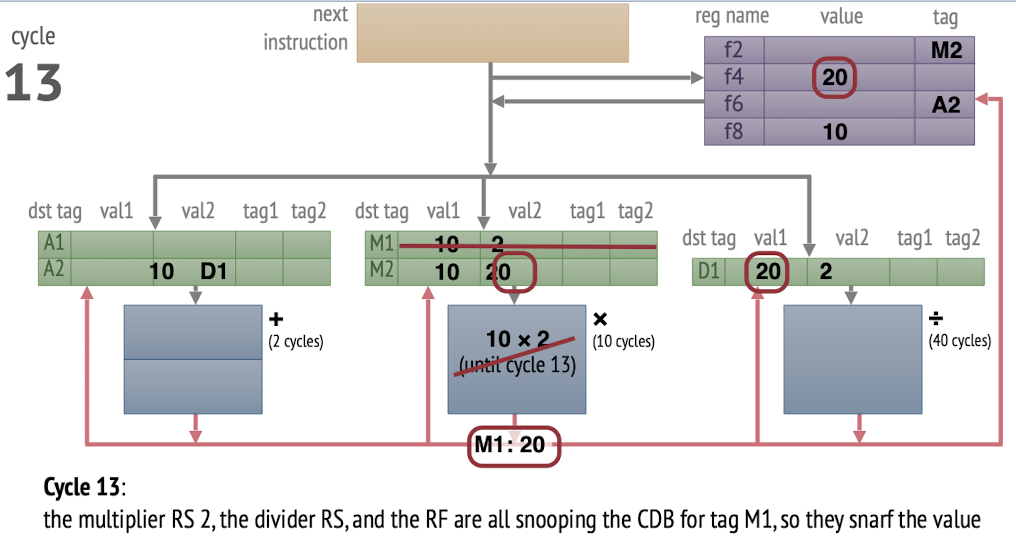 next instruction
reg name value tag
cycle
13
f2 M2
f4 20
f6 A2
f8 10
dst tag val1 val2 tag1 tag2
A1
A2 10 D1
dst tag val1 val2 tag1 tag2
M1 10 2
M2 10 20
dst tag val1 val2 tag1 tag2
D1 20 2
+
(2 cycles)
10 × 2
(until cycle 13)
×
(10 cycles)
÷
(40 cycles)
M1: 20
Cycle 13:
the multiplier RS 2, the divider RS, and the RF are all snooping the CDB for tag M1, so they snarf the value